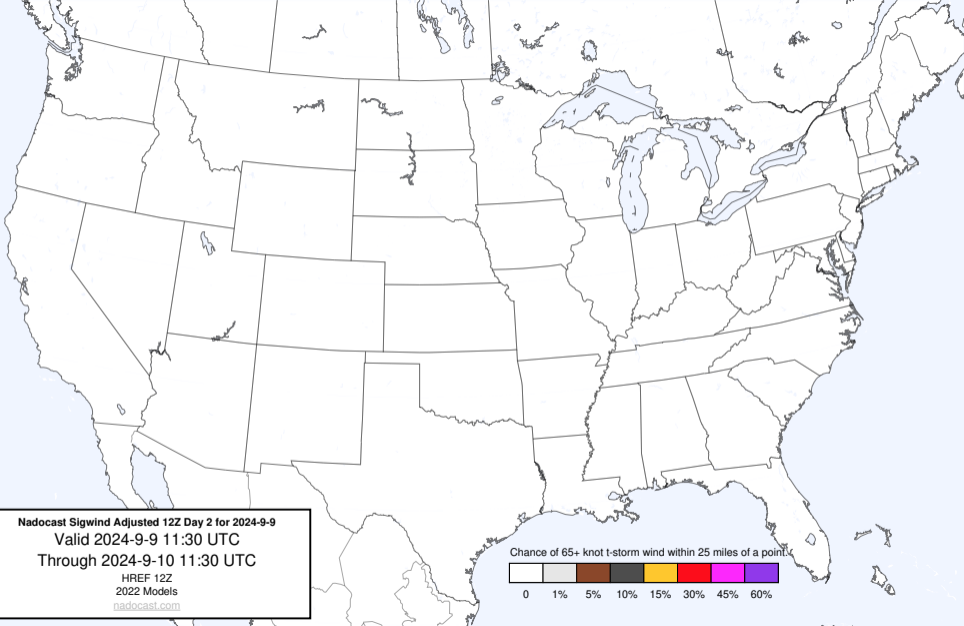 Nadocast Sigwind Adjusted 12Z Day 2 for 2024-9-9
Valid 2024-9-9 11:30 UTC
Through 2024-9-10 11:30 UTC
HREF 12Z
2022 Models
nadocast.com
Chance of 65+ knot t-storm wind within 25 miles of a point.
0 1% 5% 10% 15% 30% 45% 60%